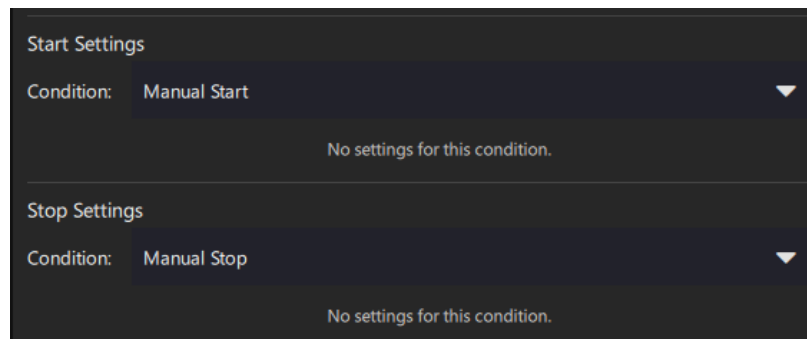 Start Settings
Condition: Manual Start
No settings for this condition.
Stop Settings
Condition: Manual Stop
No settings for this condition.